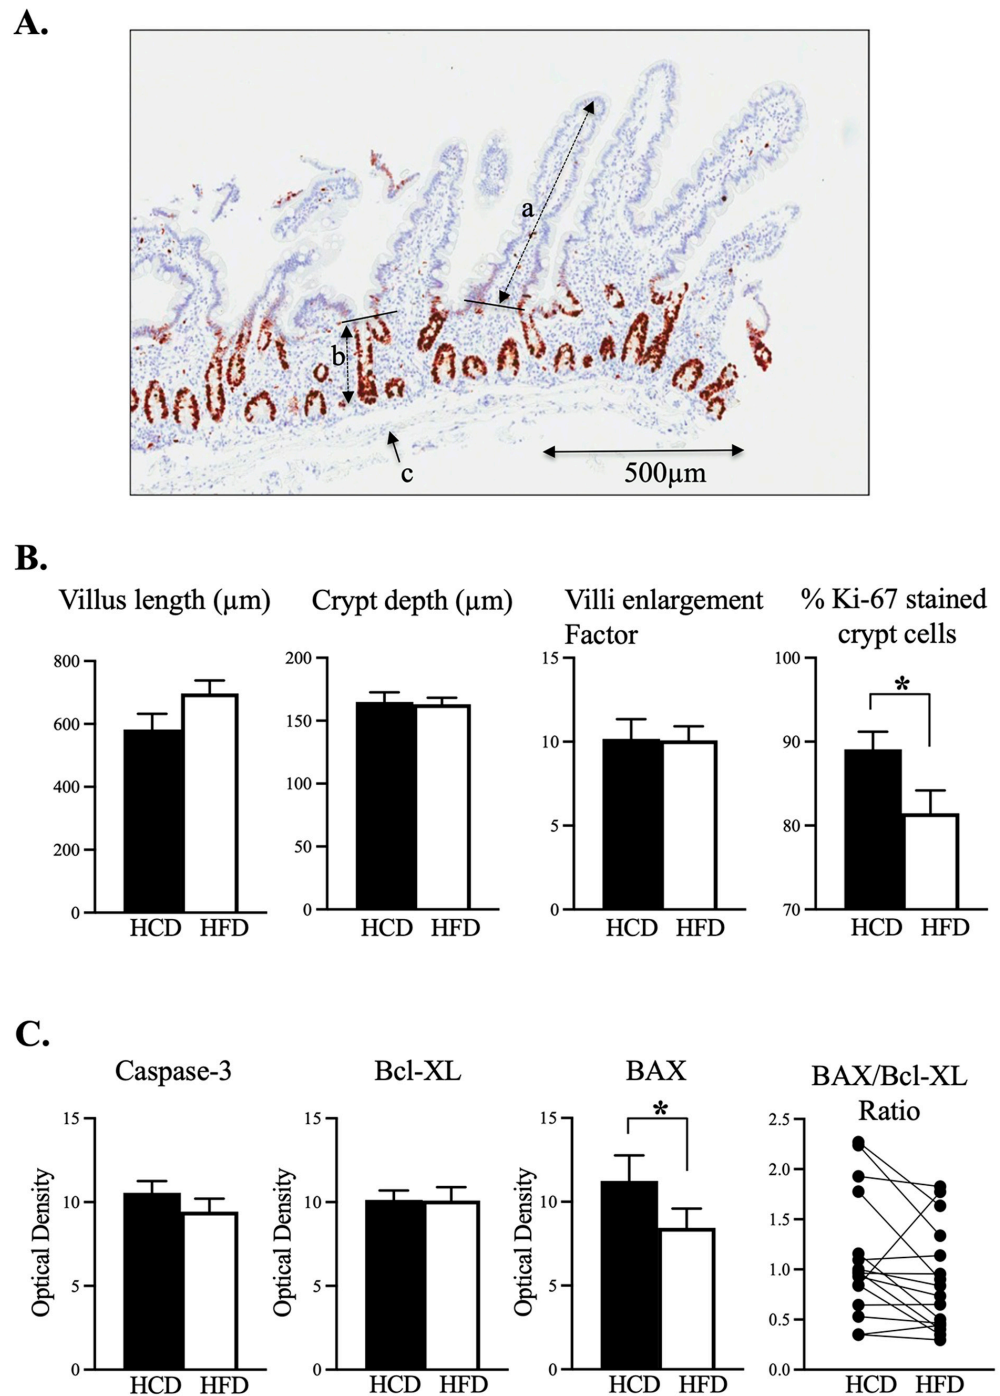 A.
a
b
c
500µm
B.
Villus length (µm)
800
600
400
200
0
HCD HFD
Crypt depth (µm)
200
150
100
50
0
HCD HFD
Villi enlargement
Factor
15
10
5
0
HCD HFD
% Ki-67 stained
crypt cells
100
90
80
70
*
HCD HFD
C.
Caspase-3
Optical Density
15
10
5
0
HCD HFD
Bcl-XL
Optical Density
15
10
5
0
HCD HFD
BAX
Optical Density
15
10
5
0
*
HCD HFD
BAX/Bcl-XL
Ratio
2.5
2.0
1.5
1.0
0.5
0.0
HCD HFD